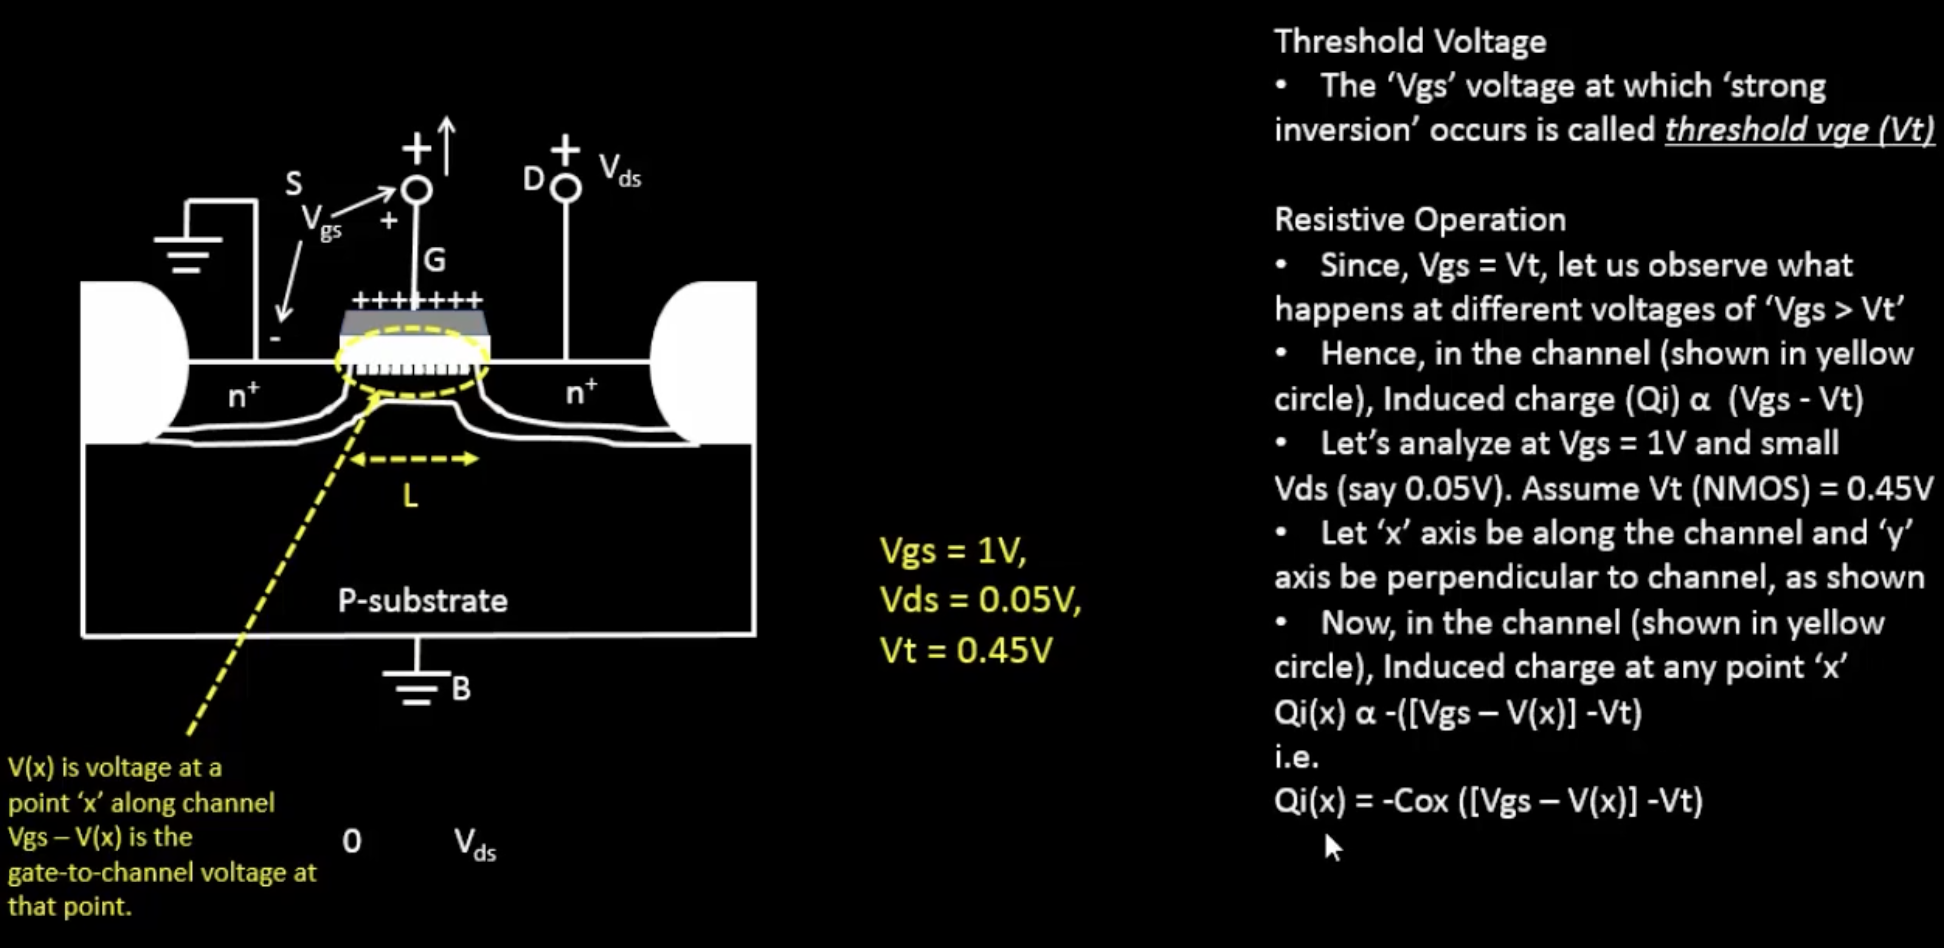 Threshold Voltage
• The ‘Vgs’ voltage at which ‘strong
inversion’ occurs is called threshold vge (Vt)
Resistive Operation
• Since, Vgs = Vt, let us observe what
happens at different voltages of ‘Vgs > Vt’
• Hence, in the channel (shown in yellow
circle), Induced charge (Qi) α (Vgs - Vt)
• Let’s analyze at Vgs = 1V and small
Vds (say 0.05V). Assume Vt (NMOS) = 0.45V
• Let ‘x’ axis be along the channel and ‘y’
axis be perpendicular to channel, as shown
• Now, in the channel (shown in yellow
circle), Induced charge at any point ‘x’
Qi(x) α -([Vgs – V(x)] -Vt)
i.e.
Qi(x) = -Cox ([Vgs – V(x)] -Vt)
+
+
S
D
Vds
Vgs
+
G
+++++++
-
n+
n+
L
P-substrate
B
Vgs = 1V,
Vds = 0.05V,
Vt = 0.45V
V(x) is voltage at a
point ‘x’ along channel
Vgs – V(x) is the
gate-to-channel voltage at
that point.
0
Vds